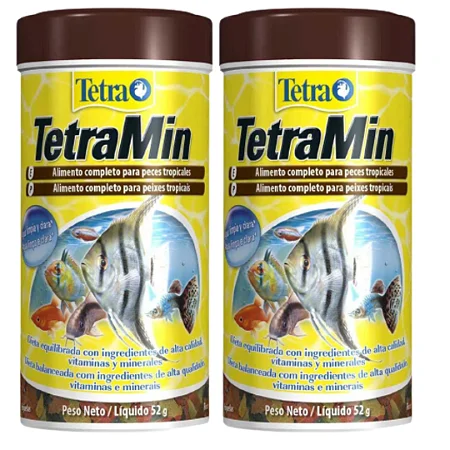 Tetra
TetraMin
E Alimento completo para peces tropicales
P Alimento completo para peixes tropicais
Dieta equilibrada con ingredientes de alta calidad,
vitaminas y minerales
Dieta balanceada com ingredientes de alta qualidade,
vitaminas e minerais
Peso Neto / Líquido 52g
Tetra
TetraMin
E Alimento completo para peces tropicales
P Alimento completo para peixes tropicais
Dieta equilibrada con ingredientes de alta calidad,
vitaminas y minerales
Dieta balanceada com ingredientes de alta qualidade,
vitaminas e minerais
Peso Neto / Líquido 52g